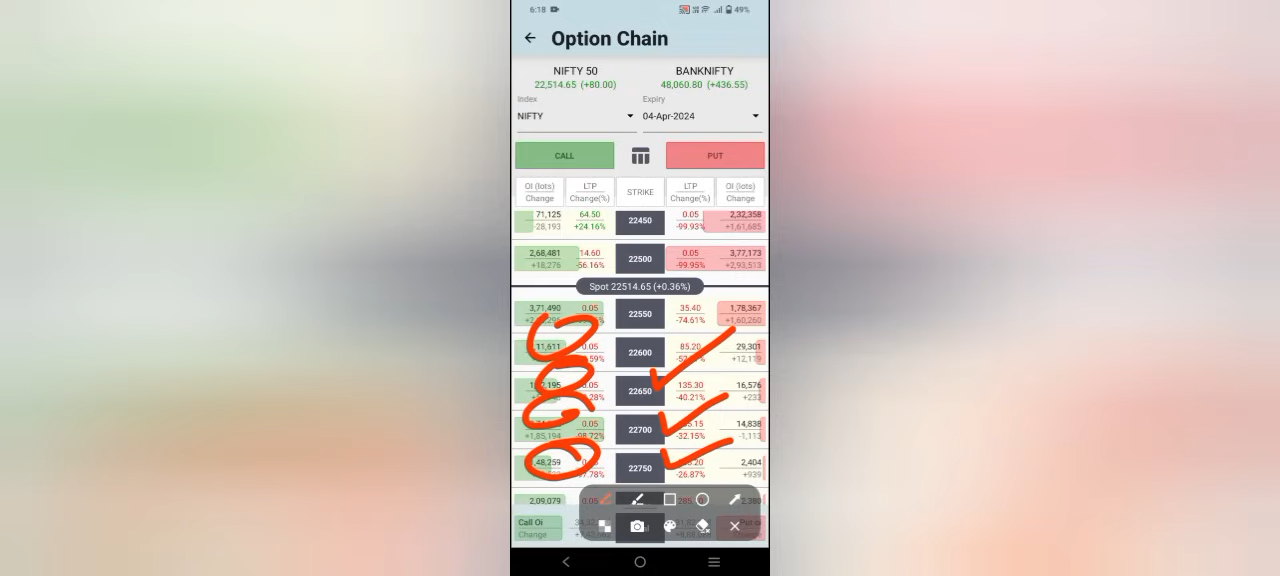 6:18 49%
Option Chain
NIFTY 50 BANKNIFTY
22,514.65 (+80.00) 48,060.80 (+436.55)
Index Expiry
NIFTY 04-Apr-2024
CALL PUT
OI (lots) LTP STRIKE LTP OI (lots)
Change Change(%) Change(%) Change
71,125 64.50 22450 0.05 2,32,358
-28,193 +24.16% -99.93% +1,61,685
2,68,481 14.60 22500 0.05 3,77,173
+18,276 -56.16% -99.95% +2,93,513
Spot 22514.65 (+0.36%)
3,71,490 0.05 22550 35.40 1,78,367
-74.61% +1,60,260
0.05 22600 85.20 29,301
+12,119
22650 135.30 16,576
-40.21% +233
0.05 22700 14,838
+1,85,194 -98.72% -32.15% -1,113
22750 2,404
-26.87% +939
2,09,079 0.05
Call Oi
Change